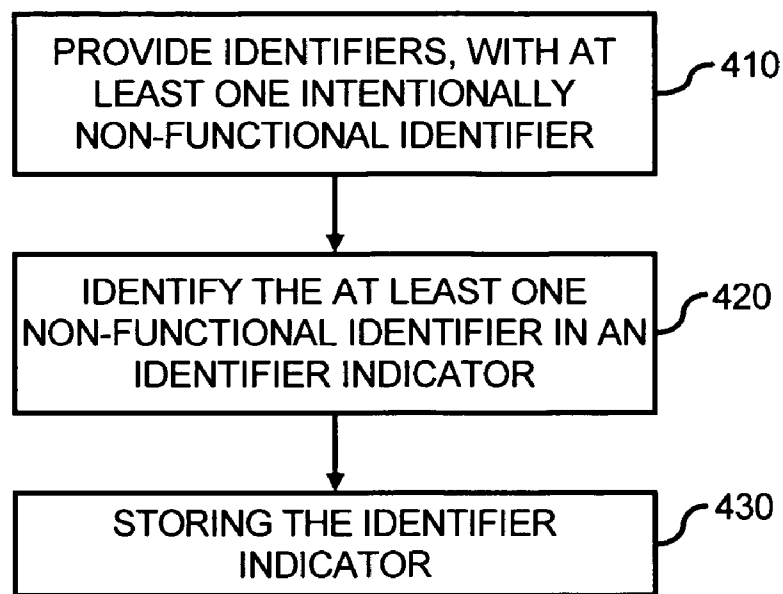 PROVIDE IDENTIFIERS, WITH AT
LEAST ONE INTENTIONALLY
NON-FUNCTIONAL IDENTIFIER
410
IDENTIFY THE AT LEAST ONE
NON-FUNCTIONAL IDENTIFIER IN AN
IDENTIFIER INDICATOR
420
STORING THE IDENTIFIER
INDICATOR
430